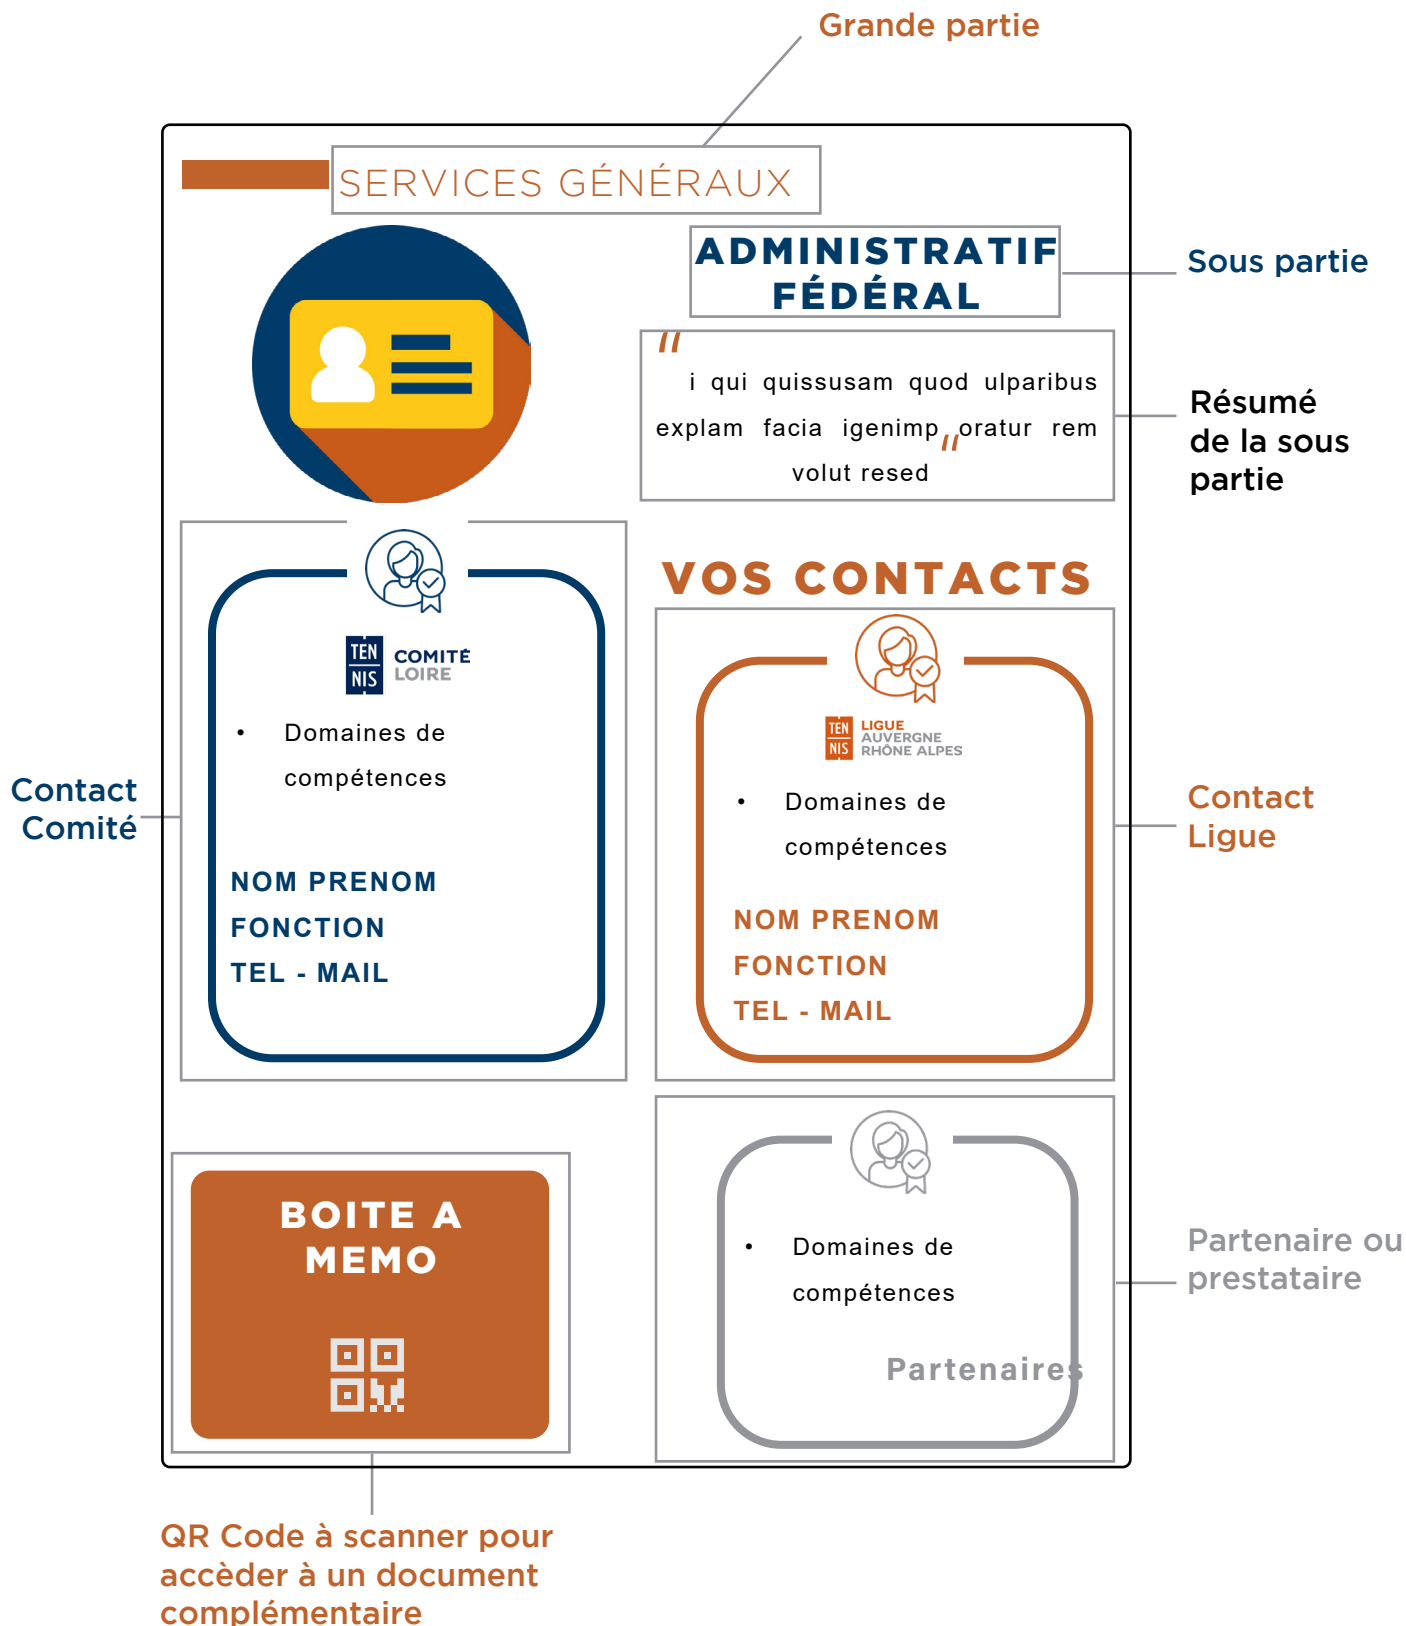 Grande partie
SERVICES GÉNÉRAUX
ADMINISTRATIF
FÉDÉRAL
Sous partie
"
i qui quissusam quod ulparibus
explam facia igenimp oratur rem
volut resed"
Résumé
de la sous
partie
VOS CONTACTS
TEN
NIS
COMITÉ
LOIRE
• Domaines de
compétences
NOM PRENOM
FONCTION
TEL - MAIL
Contact
Comité
TEN
NIS
LIGUE
AUVERGNE
RHÔNE ALPES
• Domaines de
compétences
NOM PRENOM
FONCTION
TEL - MAIL
Contact
Ligue
BOITE A
MEMO
• Domaines de
compétences
Partenaires
Partenaire ou
prestataire
QR Code à scanner pour
accèder à un document
complémentaire